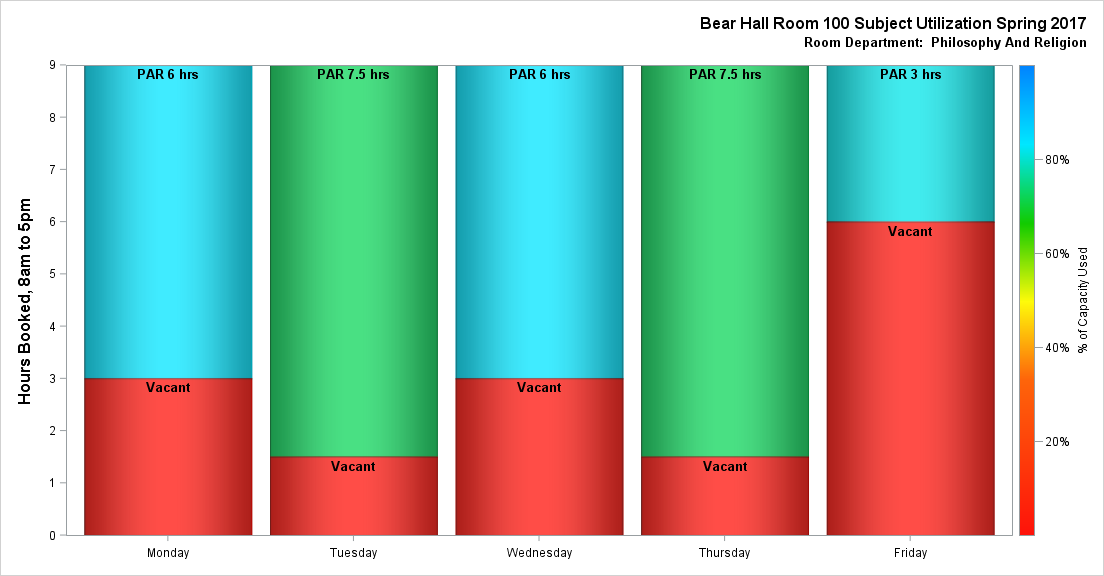 Bear Hall Room 100 Subject Utilization Spring 2017
Room Department:  Philosophy And Religion
Hours Booked, 8am to 5pm
9
8
7
6
5
4
3
2
1
0
PAR 6 hrs
Vacant
PAR 7.5 hrs
Vacant
PAR 6 hrs
Vacant
PAR 7.5 hrs
Vacant
PAR 3 hrs
Vacant
Monday
Tuesday
Wednesday
Thursday
Friday
80%
60%
40%
20%
% of Capacity Used